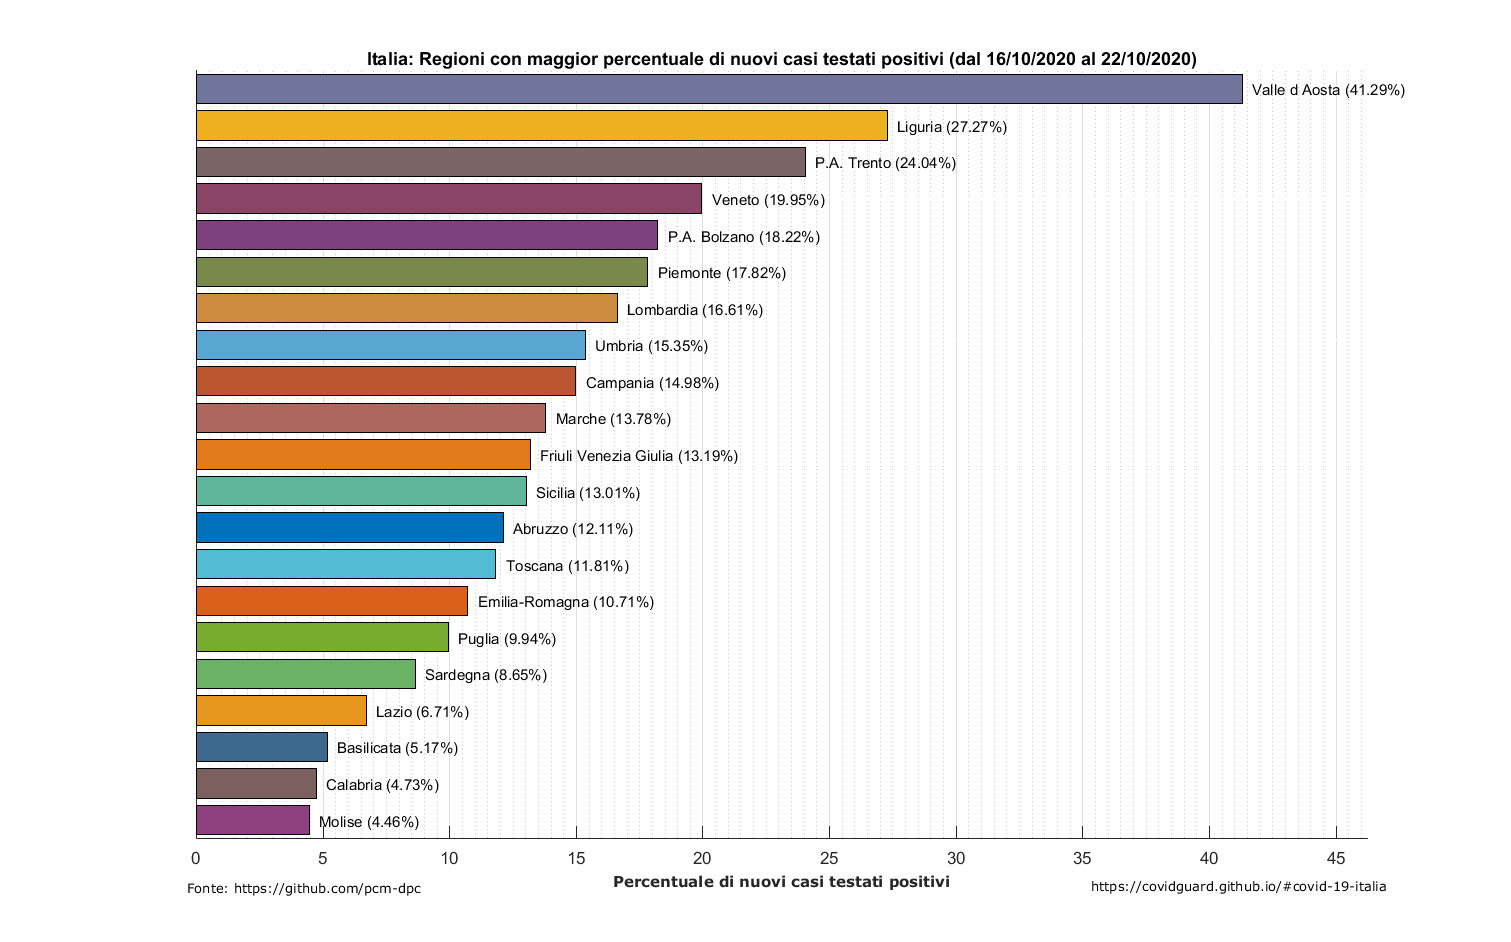 Italia: Regioni con maggior percentuale di nuovi casi testati positivi (dal 16/10/2020 al 22/10/2020)
Valle d Aosta (41.29%)
Liguria (27.27%)
P.A. Trento (24.04%)
Veneto (19.95%)
P.A. Bolzano (18.22%)
Piemonte (17.82%)
Lombardia (16.61%)
Umbria (15.35%)
Campania (14.98%)
Marche (13.78%)
Friuli Venezia Giulia (13.19%)
Sicilia (13.01%)
Abruzzo (12.11%)
Toscana (11.81%)
Emilia-Romagna (10.71%)
Puglia (9.94%)
Sardegna (8.65%)
Lazio (6.71%)
Basilicata (5.17%)
Calabria (4.73%)
Molise (4.46%)
0 5 10 15 20 25 30 35 40 45
Percentuale di nuovi casi testati positivi
Fonte: https://github.com/pcm-dpc
https://covidguard.github.io/#covid-19-italia